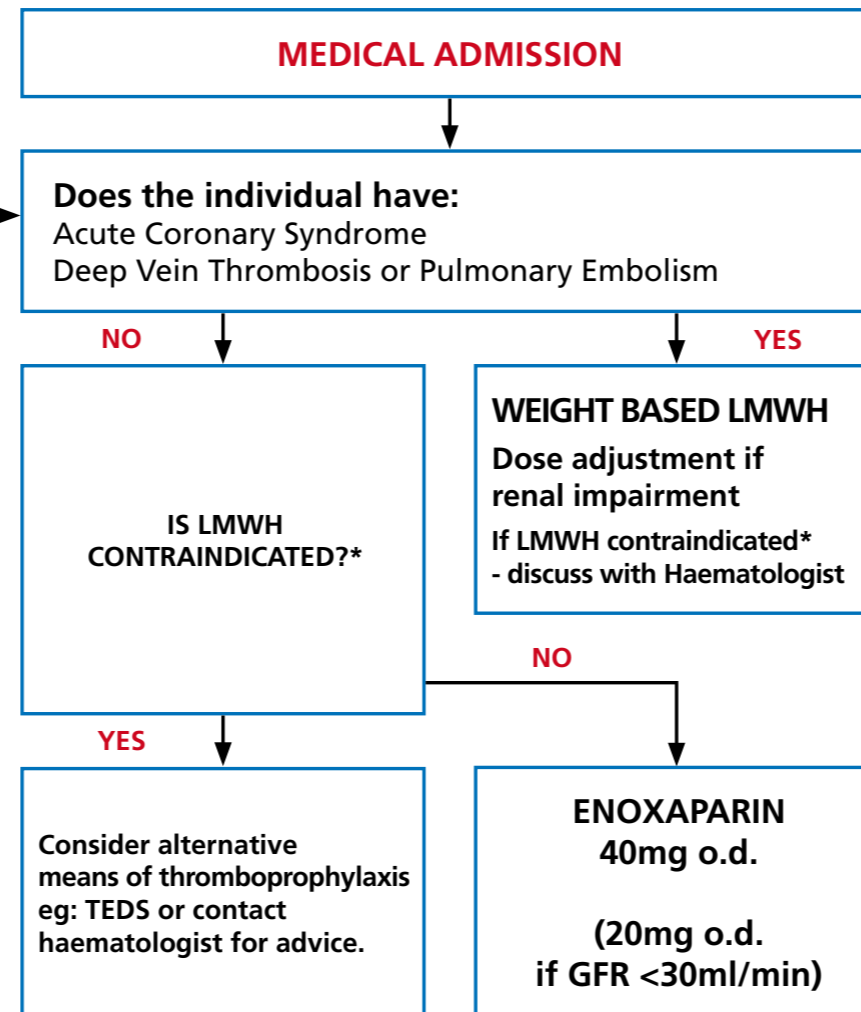 MEDICAL ADMISSION
Does the individual have:
Acute Coronary Syndrome
Deep Vein Thrombosis or Pulmonary Embolism
NO
YES
IS LMWH
CONTRAINDICATED?*
WEIGHT BASED LMWH
Dose adjustment if
renal impairment
If LMWH contraindicated*
- discuss with Haematologist
NO
YES
Consider alternative
means of thromboprophylaxis
eg: TEDS or contact
haematologist for advice.
ENOXAPARIN
40mg o.d.
(20mg o.d.
if GFR <30ml/min)